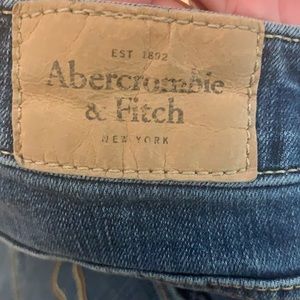 EST 1892
Abercrombie
& Fitch
NEW YORK